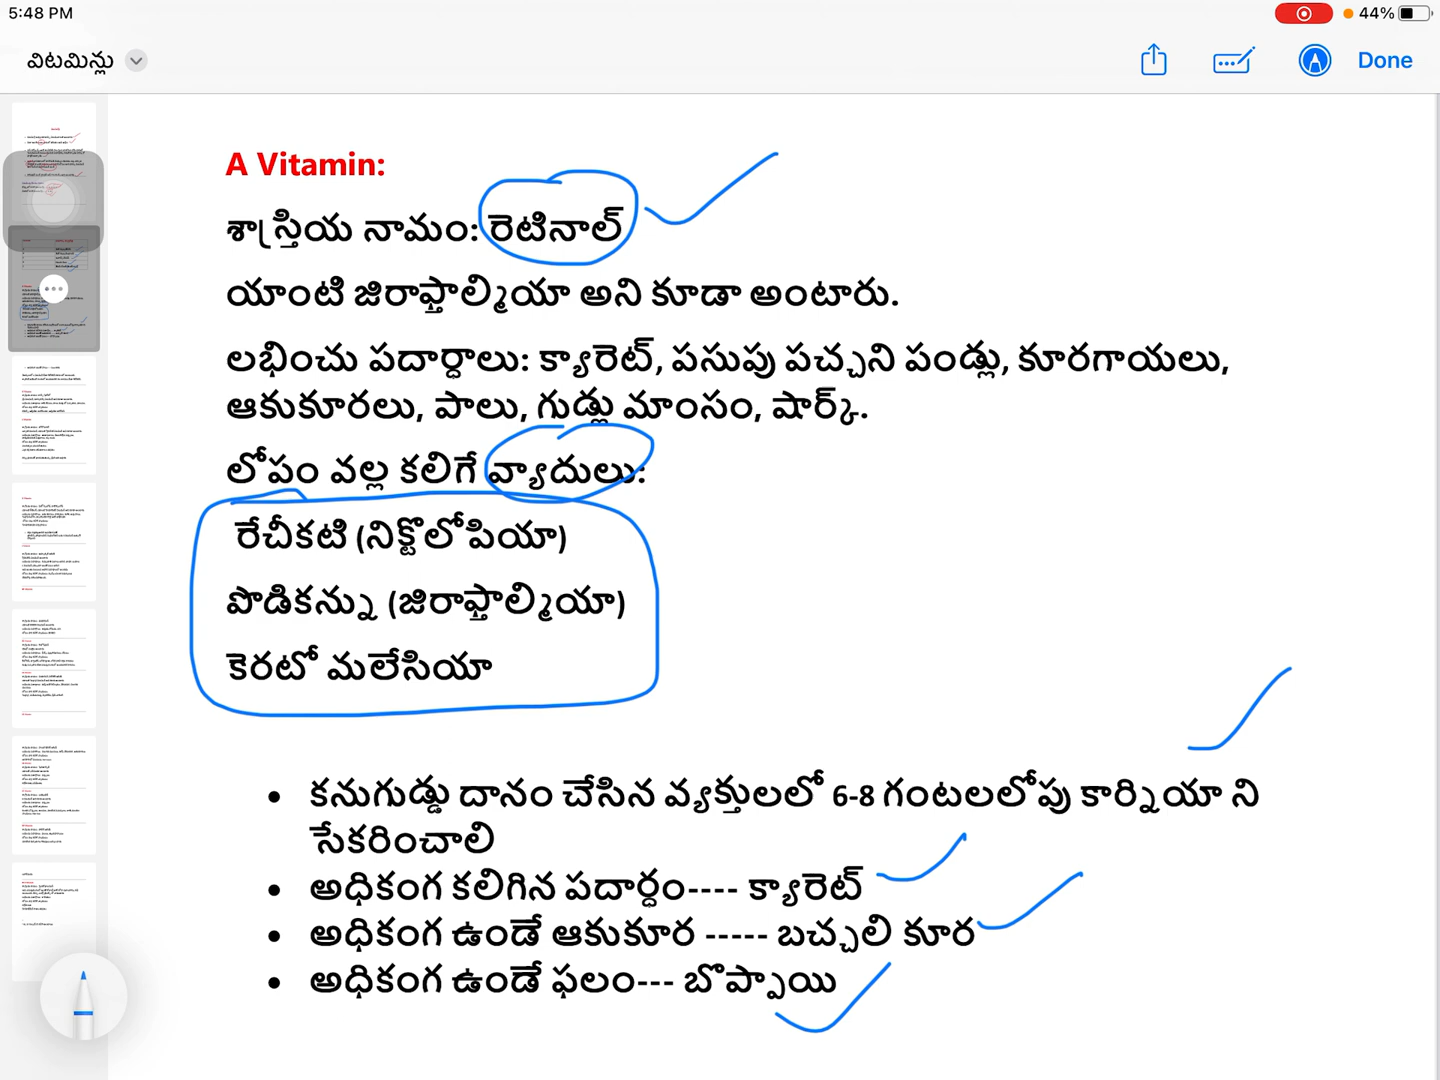 5:48 PM
44%
విటమిన్లు
Done
A Vitamin:
శాస్త్రియ నామం: రెటినాల్
యాంటి జిరాఫ్తాల్మియా అని కూడా అంటారు.
లభించు పదార్ధాలు: క్యారెట్, పసుపు పచ్చని పండ్లు, కూరగాయలు,
ఆకుకూరలు, పాలు, గుడ్లు మాంసం, షార్క్.
లోపం వల్ల కలిగే వ్యాదులు:
రేచీకటి (నిక్టొలోపియా)
పొడికన్ను (జిరాఫ్తాల్మియా)
కెరటో మలేసియా
• కనుగుడ్డు దానం చేసిన వ్యక్తులలో 6-8 గంటలలోపు కార్నియా ని
సేకరించాలి
• అధికంగ కలిగిన పదార్ధం---- క్యారెట్
• అధికంగ ఉండే ఆకుకూర ----- బచ్చలి కూర
• అధికంగ ఉండే ఫలం--- బొప్పాయి